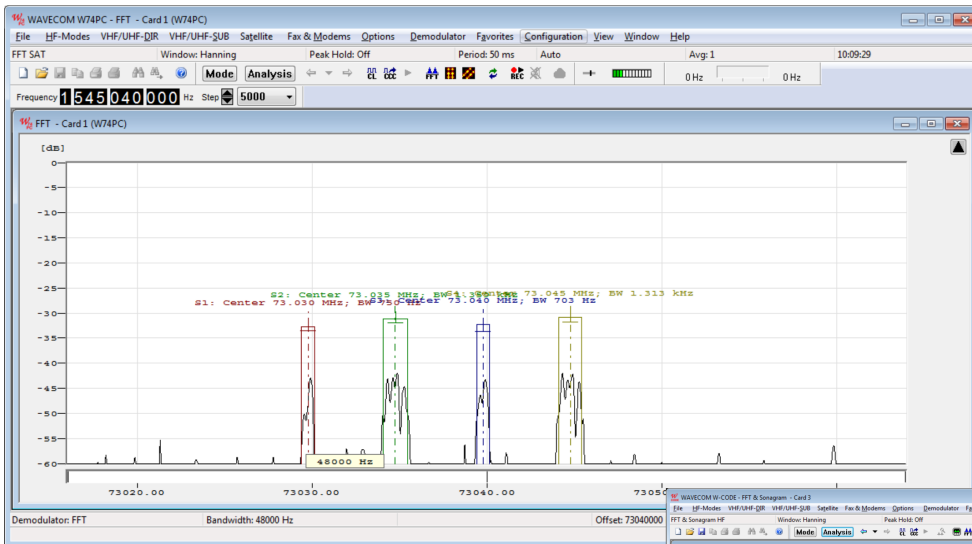 WAVECOM W74PC - FFT - Card 1 (W74PC)
File HF-Modes VHF/UHF-DIR VHF/UHF-SUB Satellite Fax & Modems Options Demodulator Favorites Configuration View Window Help
FFT SAT Window: Hanning Peak Hold: Off Period: 50 ms Auto Avg: 1 10:09:29
Mode Analysis CL CCC FFT REC 0 Hz 0 Hz
Frequency 1 545 040 000 Hz Step 5000
FFT - Card 1 (W74PC)
[dB]
0
-5
-10
-15
-20
-25
S2: Center 73.035 MHz; BW
S4: Center 73.045 MHz; BW 1.313 kHz
S1: Center 73.030 MHz; BW 750 Hz
S3: Center 73.040 MHz; BW 703 Hz
-30
-35
-40
-45
-50
-55
-60
48000 Hz
73020.00 73030.00 73040.00 73050
Demodulator: FFT Bandwidth: 48000 Hz Offset: 73040000
WAVECOM W-CODE - FFT & Sonagram - Card 3
File HF-Modes VHF/UHF-DIR VHF/UHF-SUB Satellite Fax & Modems Options Demodulator
FFT & Sonagram HF Window: Hanning Peak Hold: Off
Mode Analysis